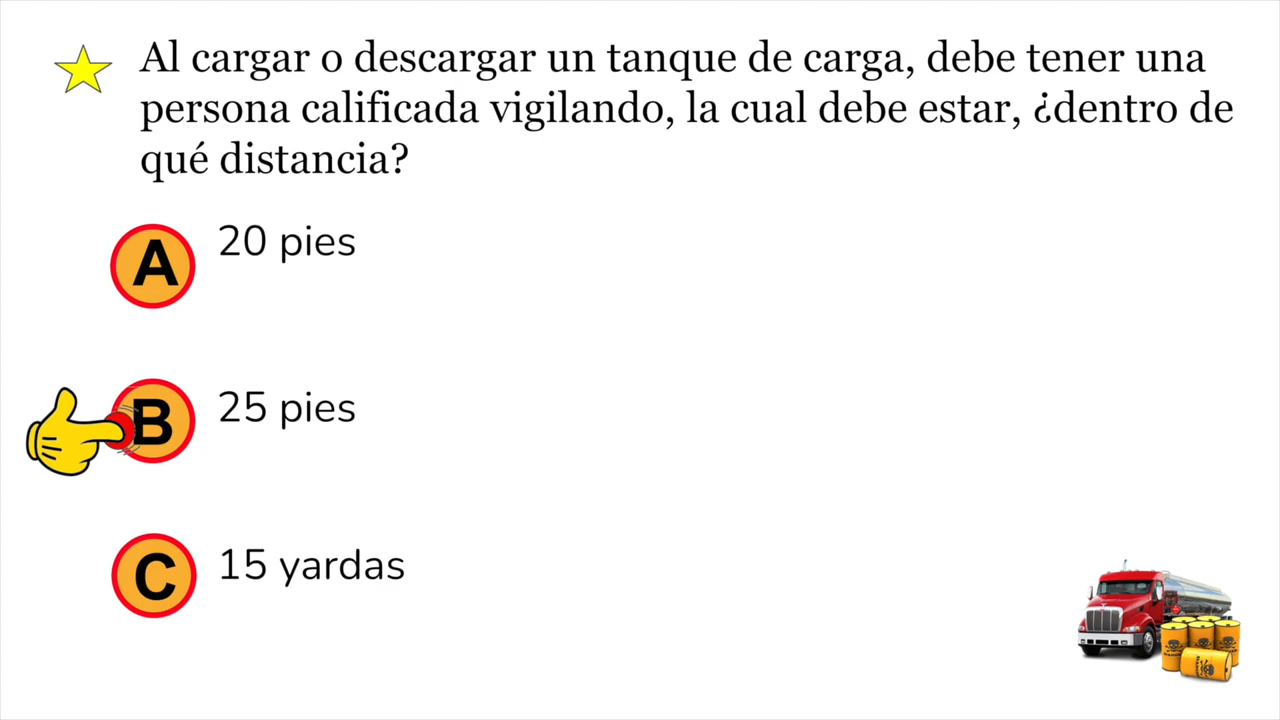 Al cargar o descargar un tanque de carga, debe tener una
persona calificada vigilando, la cual debe estar, ¿dentro de
qué distancia?
A 20 pies
B 25 pies
C 15 yardas